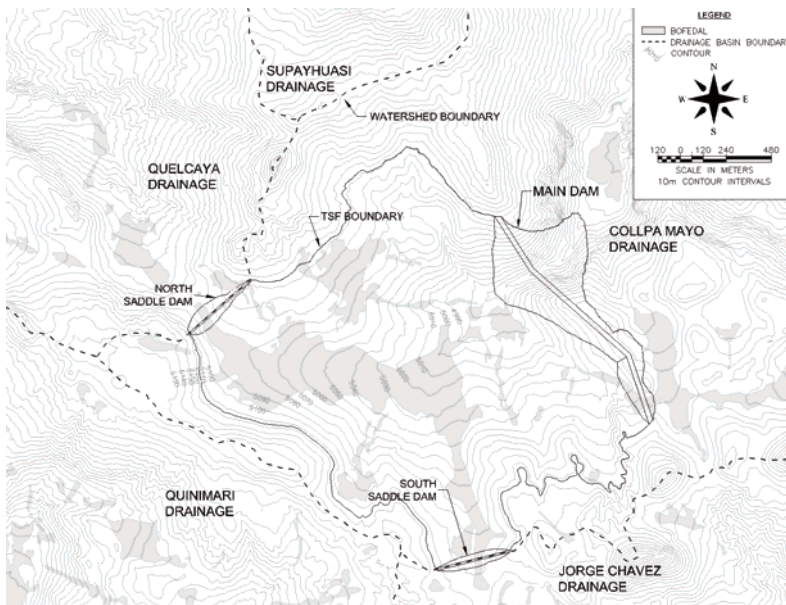 LEGEND
BOFEDAL
DRAINAGE BASIN BOUNDAR
CONTOUR
N
W
E
S
120 0 120 240 480
SCALE IN METERS
10m CONTOUR INTERVALS
SUPAYHUASI
DRAINAGE
WATERSHED BOUNDARY
QUELCAYA
DRAINAGE
TSF BOUNDARY
MAIN DAM
COLLPA MAYO
DRAINAGE
NORTH
SADDLE DAM
QUINIMARI
DRAINAGE
SOUTH
SADDLE DAM
JORGE CHAVEZ
DRAINAGE